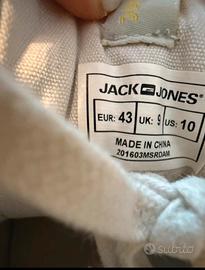 JACK JONES®
EUR: 43 UK: 9 US: 10
MADE IN CHINA
201603MSRDAM
subito